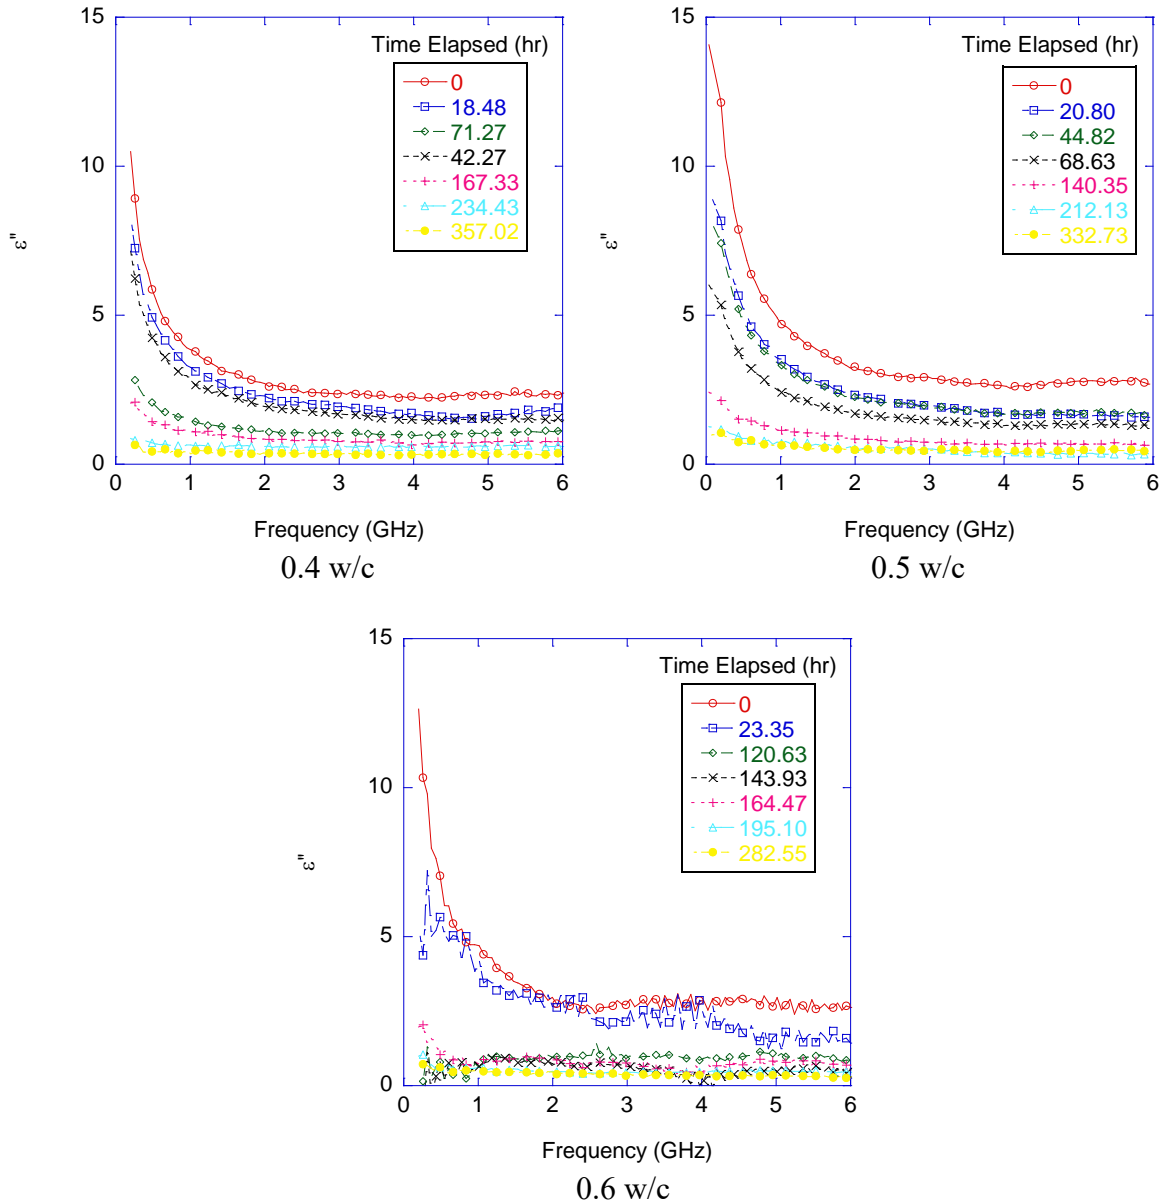 15
10
5
0
ε"
Time Elapsed (hr)
0
18.48
71.27
42.27
167.33
234.43
357.02
0 1 2 3 4 5 6
Frequency (GHz)
0.4 w/c
15
10
5
0
ε"
Time Elapsed (hr)
0
20.80
44.82
68.63
140.35
212.13
332.73
0 1 2 3 4 5 6
Frequency (GHz)
0.5 w/c
15
10
5
0
ε"
Time Elapsed (hr)
0
23.35
120.63
143.93
164.47
195.10
282.55
0 1 2 3 4 5 6
Frequency (GHz)
0.6 w/c